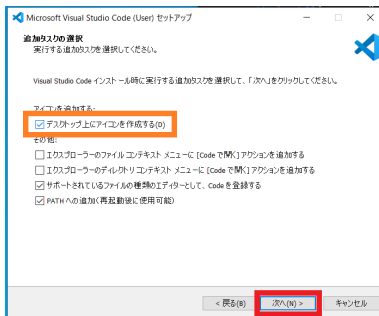 Microsoft Visual Studio Code (User) セットアップ
追加タスクの選択
実行する追加タスクを選択してください。
Visual Studio Code インストール時に実行する追加タスクを選択して、「次へ」をクリックしてください。
アイコンを追加する:
デスクトップ上にアイコンを作成する(D)
その他:
エクスプローラーのファイル コンテキスト メニューに [Code で開く] アクションを追加する
エクスプローラーのディレクトリ コンテキスト メニューに [Code で開く] アクションを追加する
サポートされているファイルの種類のエディターとして、Code を登録する
PATH への追加(再起動後に使用可能)
< 戻る(B)
次へ(N) >
キャンセル